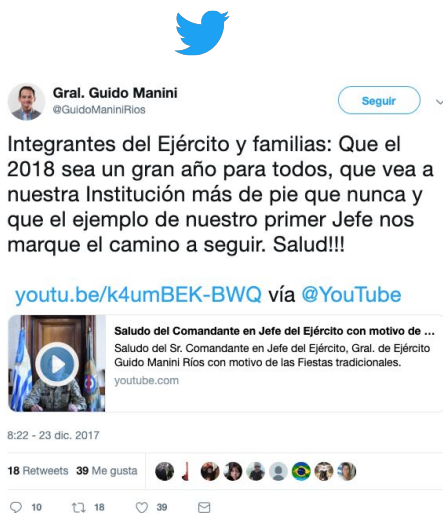 Gral. Guido Manini
@GuidoManiniRios
Seguir
Integrantes del Ejército y familias: Que el
2018 sea un gran año para todos, que vea a
nuestra Institución más de pie que nunca y
que el ejemplo de nuestro primer Jefe nos
marque el camino a seguir. Salud!!!
youtu.be/k4umBEK-BWQ vía @YouTube
Saludo del Comandante en Jefe del Ejército con motivo de ...
Saludo del Sr. Comandante en Jefe del Ejército, Gral. de Ejército
Guido Manini Ríos con motivo de las Fiestas tradicionales.
youtube.com
8:22 - 23 dic. 2017
18 Retweets 39 Me gusta
10 18 39